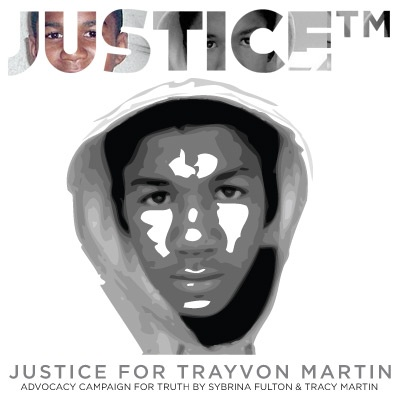 JUSTICE™
JUSTICE FOR TRAYVON MARTIN
ADVOCACY CAMPAIGN FOR TRUTH BY SYBRINA FULTON & TRACY MARTIN